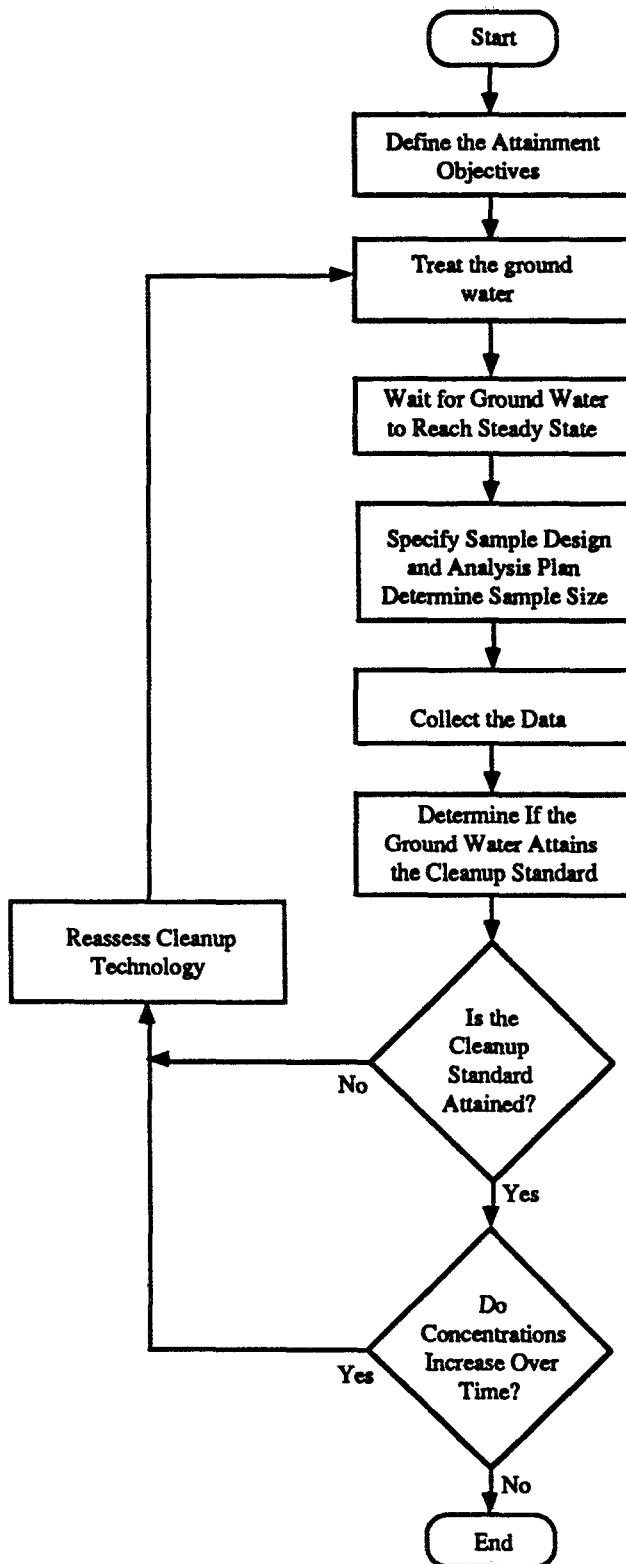 Start
Define the Attainment
Objectives
Treat the ground
water
Wait for Ground Water
to Reach Steady State
Specify Sample Design
and Analysis Plan
Determine Sample Size
Collect the Data
Determine If the
Ground Water Attains
the Cleanup Standard
Reassess Cleanup
Technology
Is the
Cleanup
Standard
Attained?
No
Yes
Do
Concentrations
Increase Over
Time?
Yes
No
End